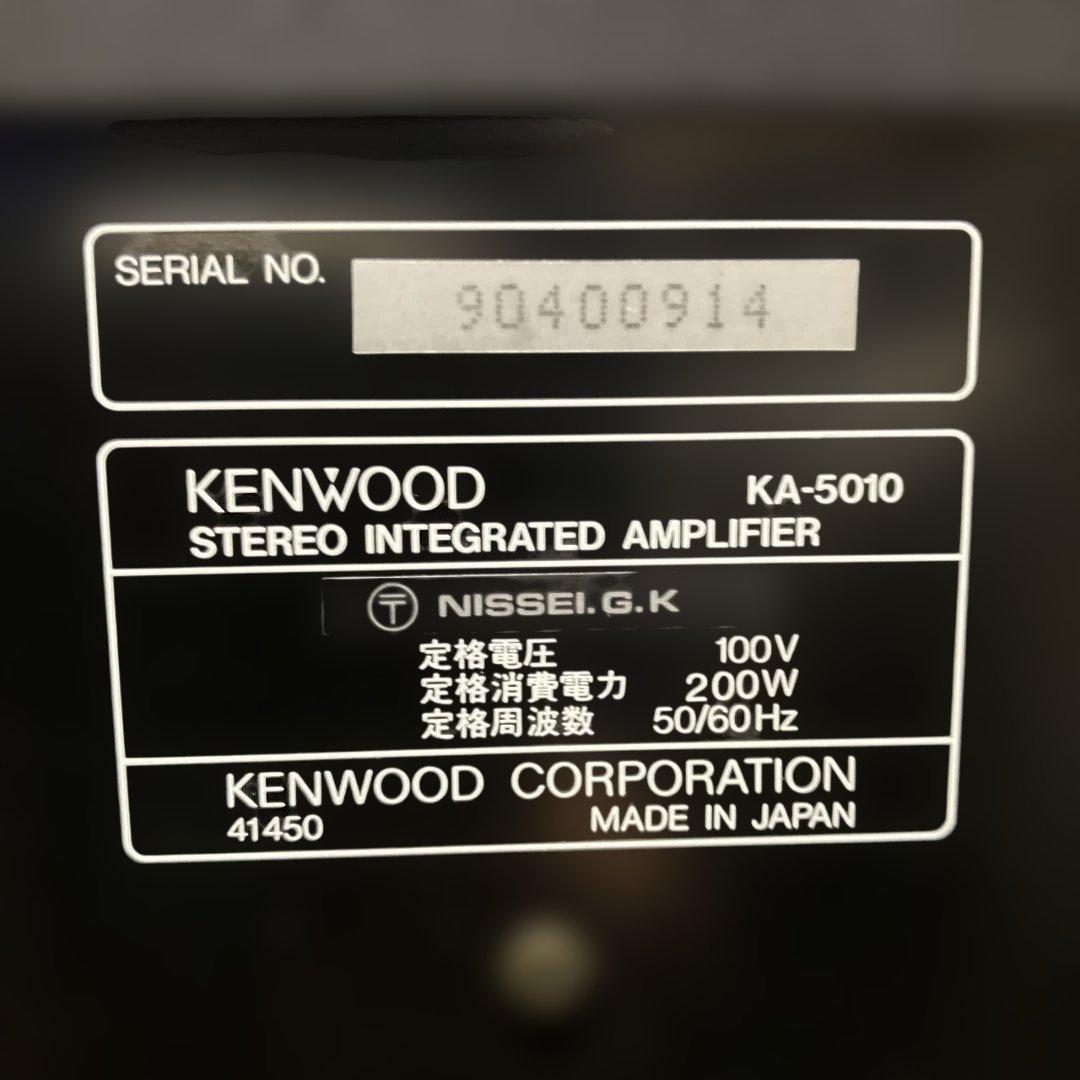 SERIAL NO. 90400914
KENWOOD KA-5010
STEREO INTEGRATED AMPLIFIER
〒 NISSEI.G.K
定格電圧 100V
定格消費電力 200W
定格周波数 50/60Hz
KENWOOD CORPORATION
41450 MADE IN JAPAN